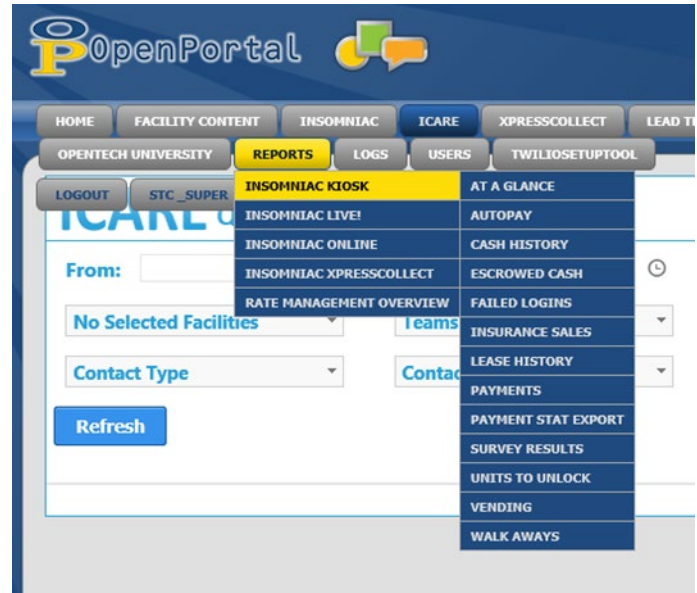 OpenPortal
HOME FACILITY CONTENT INSOMNIAC ICARE XPRESSCOLLECT LEAD
OPENTECH UNIVERSITY REPORTS LOGS USERS TWILIOSETUPTOOL
LOGOUT STC_SUPER
INSOMNIAC KIOSK
INSOMNIAC LIVE!
INSOMNIAC ONLINE
INSOMNIAC XPRESSCOLLECT
RATE MANAGEMENT OVERVIEW
AT A GLANCE
AUTOPAY
CASH HISTORY
ESCROWED CASH
FAILED LOGINS
INSURANCE SALES
LEASE HISTORY
PAYMENTS
PAYMENT STAT EXPORT
SURVEY RESULTS
UNITS TO UNLOCK
VENDING
WALK AWAYS
ICARE
From:
No Selected Facilities Teams
Contact Type
Refresh